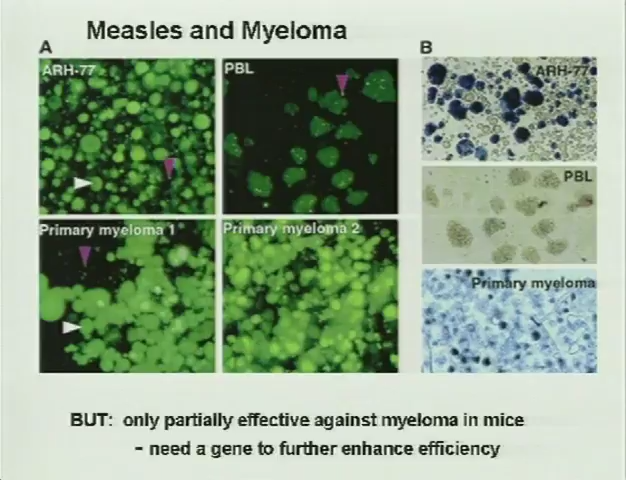 Measles and Myeloma
A
B
ARH-77
PBL
ARH-77
PBL
Primary myeloma 1
Primary myeloma 2
Primary myeloma
BUT: only partially effective against myeloma in mice
- need a gene to further enhance efficiency